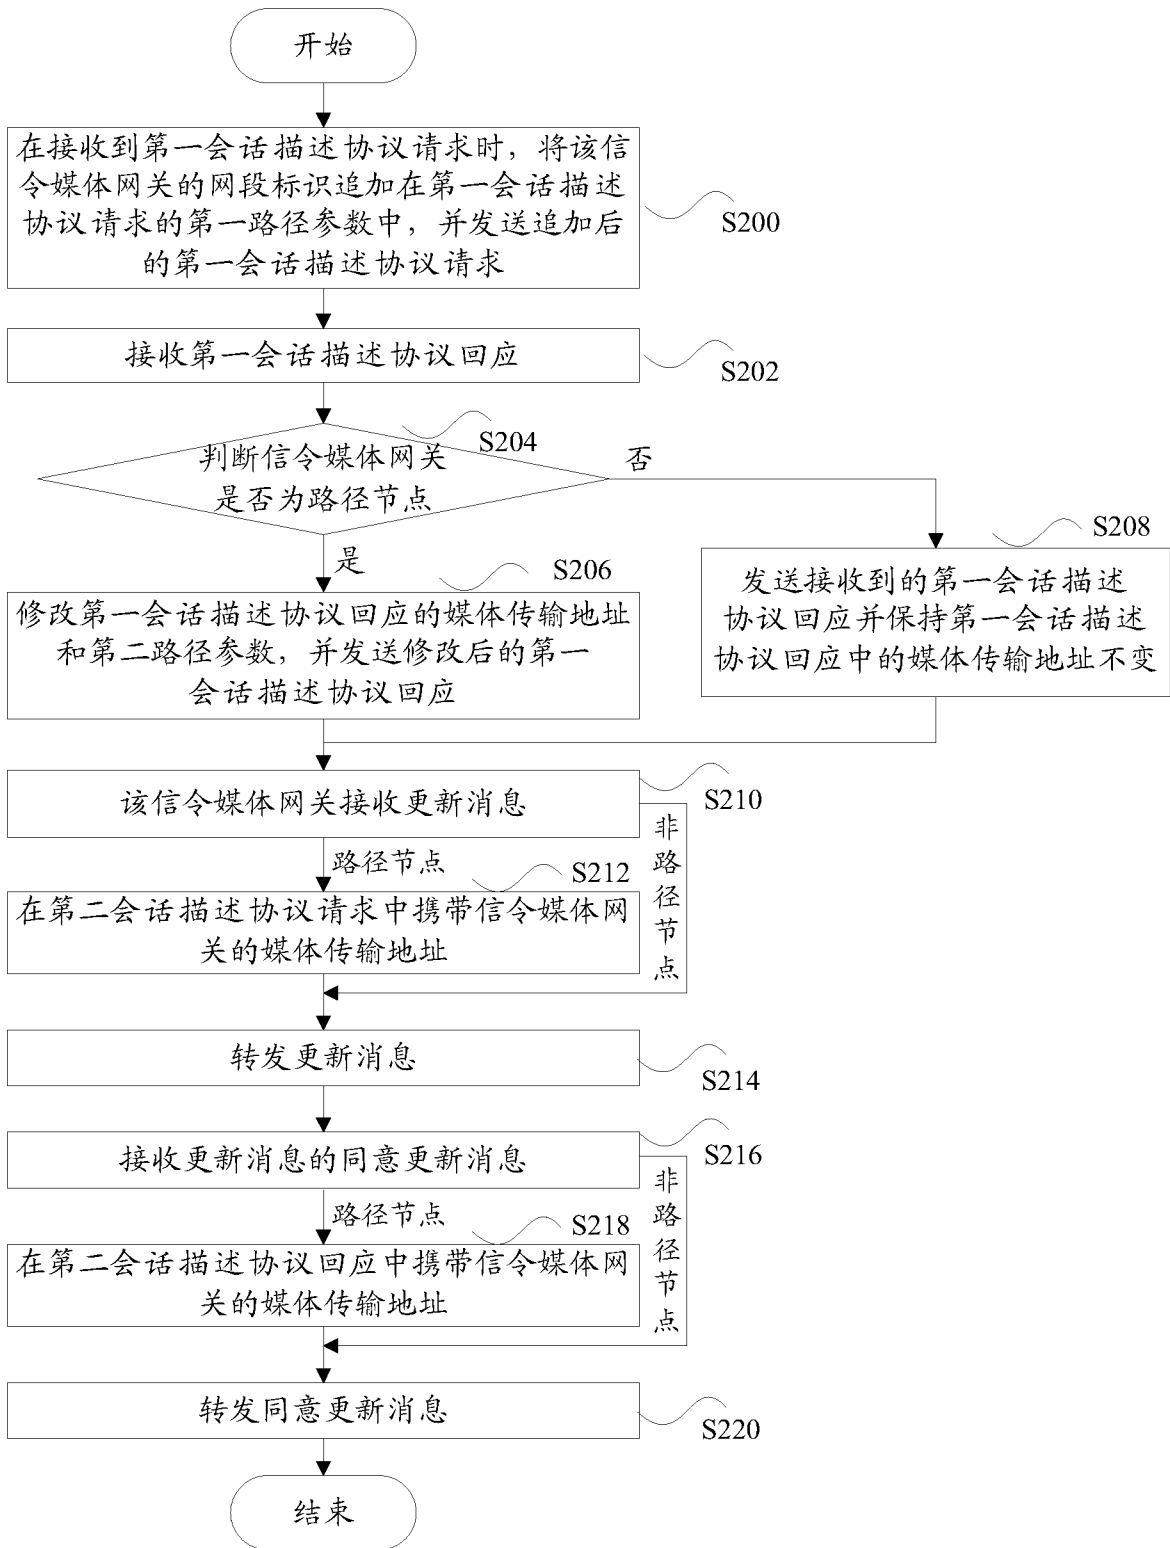 开始
在接收到第一会话描述协议请求时，将该信
令媒体网关的网段标识追加在第一会话描述
协议请求的第一路径参数中，并发送追加后
的第一会话描述协议请求
S200
接收第一会话描述协议回应
S202
S204
判断信令媒体网关
是否为路径节点
否
是
S206
修改第一会话描述协议回应的媒体传输地址
和第二路径参数，并发送修改后的第一
会话描述协议回应
S208
发送接收到的第一会话描述
协议回应并保持第一会话描述
协议回应中的媒体传输地址不变
该信令媒体网关接收更新消息
S210
路径节点
非路径节点
S212
在第二会话描述协议请求中携带信令媒体网
关的媒体传输地址
转发更新消息
S214
接收更新消息的同意更新消息
S216
路径节点
非路径节点
S218
在第二会话描述协议回应中携带信令媒体网
关的媒体传输地址
转发同意更新消息
S220
结束